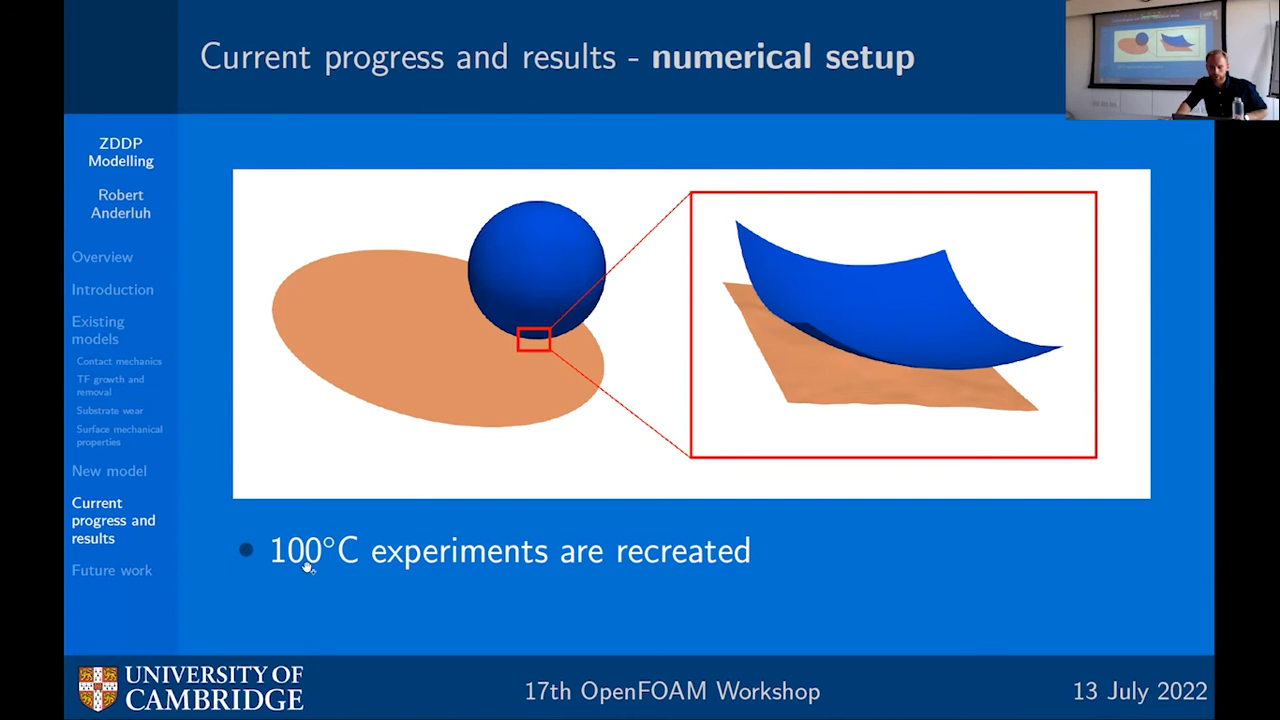 Current progress and results - numerical setup
ZDDP
Modelling
Robert
Anderluh
Overview
Introduction
Existing
models
Contact mechanics
TF growth and
removal
Substrate wear
Surface mechanical
properties
New model
Current
progress and
results
Future work
100°C experiments are recreated
UNIVERSITY OF
CAMBRIDGE
17th OpenFOAM Workshop
13 July 2022